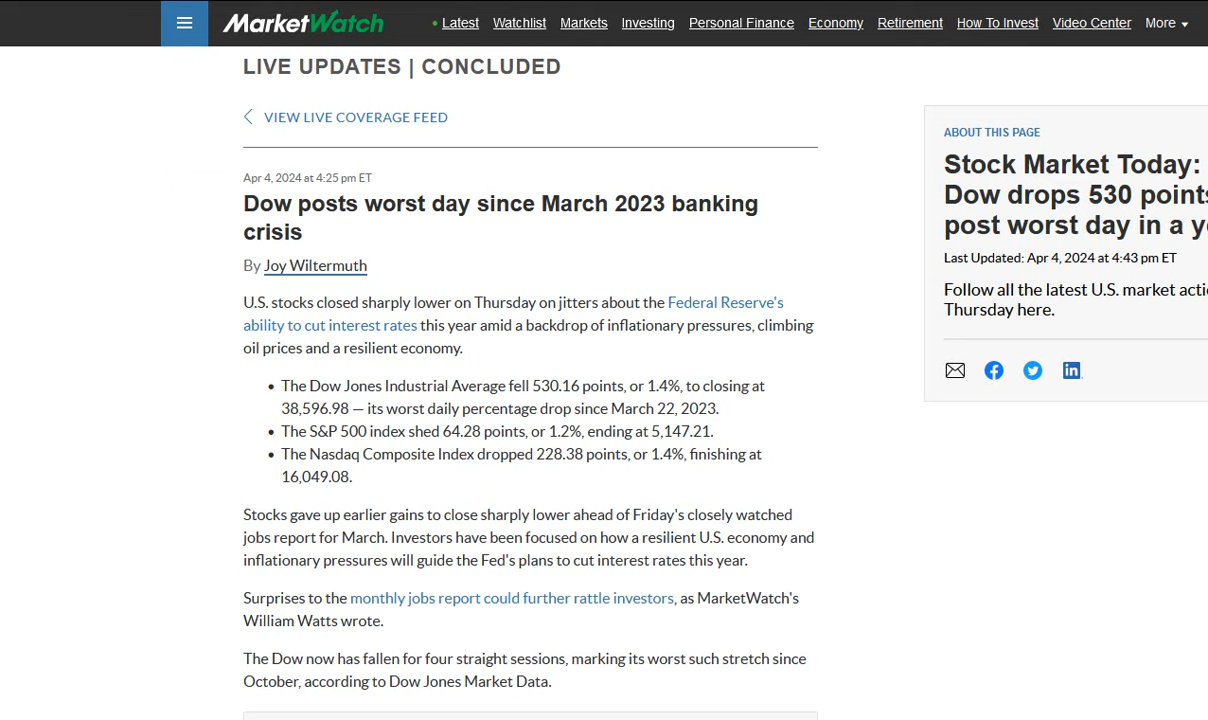 MarketWatch
• Latest Watchlist Markets Investing Personal Finance Economy Retirement How To Invest Video Center More
LIVE UPDATES | CONCLUDED
VIEW LIVE COVERAGE FEED
Apr 4, 2024 at 4:25 pm ET
Dow posts worst day since March 2023 banking
crisis
By Joy Wiltermuth
U.S. stocks closed sharply lower on Thursday on jitters about the Federal Reserve's
ability to cut interest rates this year amid a backdrop of inflationary pressures, climbing
oil prices and a resilient economy.
• The Dow Jones Industrial Average fell 530.16 points, or 1.4%, to closing at
38,596.98 — its worst daily percentage drop since March 22, 2023.
• The S&P 500 index shed 64.28 points, or 1.2%, ending at 5,147.21.
• The Nasdaq Composite Index dropped 228.38 points, or 1.4%, finishing at
16,049.08.
Stocks gave up earlier gains to close sharply lower ahead of Friday's closely watched
jobs report for March. Investors have been focused on how a resilient U.S. economy and
inflationary pressures will guide the Fed's plans to cut interest rates this year.
Surprises to the monthly jobs report could further rattle investors, as MarketWatch's
William Watts wrote.
The Dow now has fallen for four straight sessions, marking its worst such stretch since
October, according to Dow Jones Market Data.
ABOUT THIS PAGE
Stock Market Today:
Dow drops 530 points
post worst day in a
Last Updated: Apr 4, 2024 at 4:43 pm ET
Follow all the latest U.S. market
Thursday here.